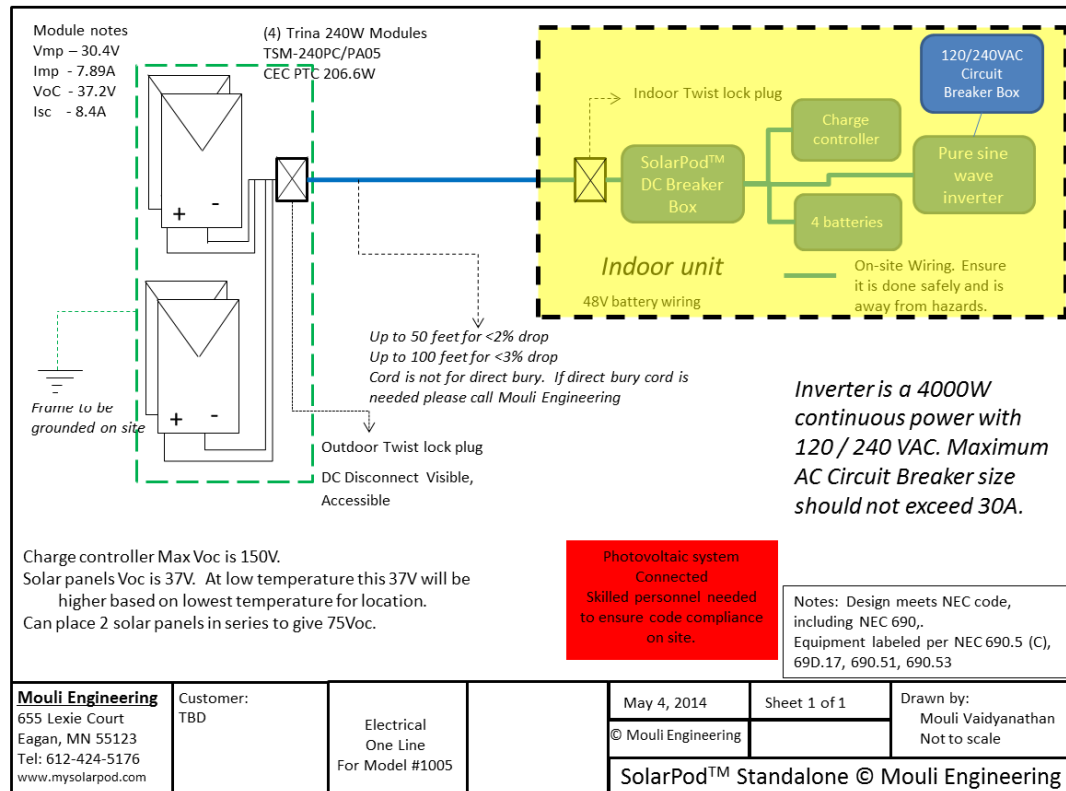 Module notes
Vmp – 30.4V
Imp - 7.89A
VoC - 37.2V
Isc - 8.4A
(4) Trina 240W Modules
TSM-240PC/PA05
CEC PTC 206.6W
+ -
+ -
Frame to be
grounded on site
Indoor Twist lock plug
SolarPod™
DC Breaker
Box
Charge
controller
4 batteries
120/240VAC
Circuit
Breaker Box
Pure sine
wave
inverter
Indoor unit
48V battery wiring
On-site Wiring. Ensure
it is done safely and is
away from hazards.
Up to 50 feet for <2% drop
Up to 100 feet for <3% drop
Cord is not for direct bury. If direct bury cord is
needed please call Mouli Engineering
Outdoor Twist lock plug
DC Disconnect Visible,
Accessible
Inverter is a 4000W
continuous power with
120 / 240 VAC. Maximum
AC Circuit Breaker size
should not exceed 30A.
Charge controller Max Voc is 150V.
Solar panels Voc is 37V. At low temperature this 37V will be
higher based on lowest temperature for location.
Can place 2 solar panels in series to give 75Voc.
Photovoltaic system
Connected
Skilled personnel needed
to ensure code compliance
on site.
Notes: Design meets NEC code,
including NEC 690,.
Equipment labeled per NEC 690.5 (C),
69D.17, 690.51, 690.53
Mouli Engineering
655 Lexie Court
Eagan, MN 55123
Tel: 612-424-5176
www.mysolarpod.com
Customer:
TBD
Electrical
One Line
For Model #1005
May 4, 2014
Sheet 1 of 1
© Mouli Engineering
Drawn by:
Mouli Vaidyanathan
Not to scale
SolarPod™ Standalone © Mouli Engineering